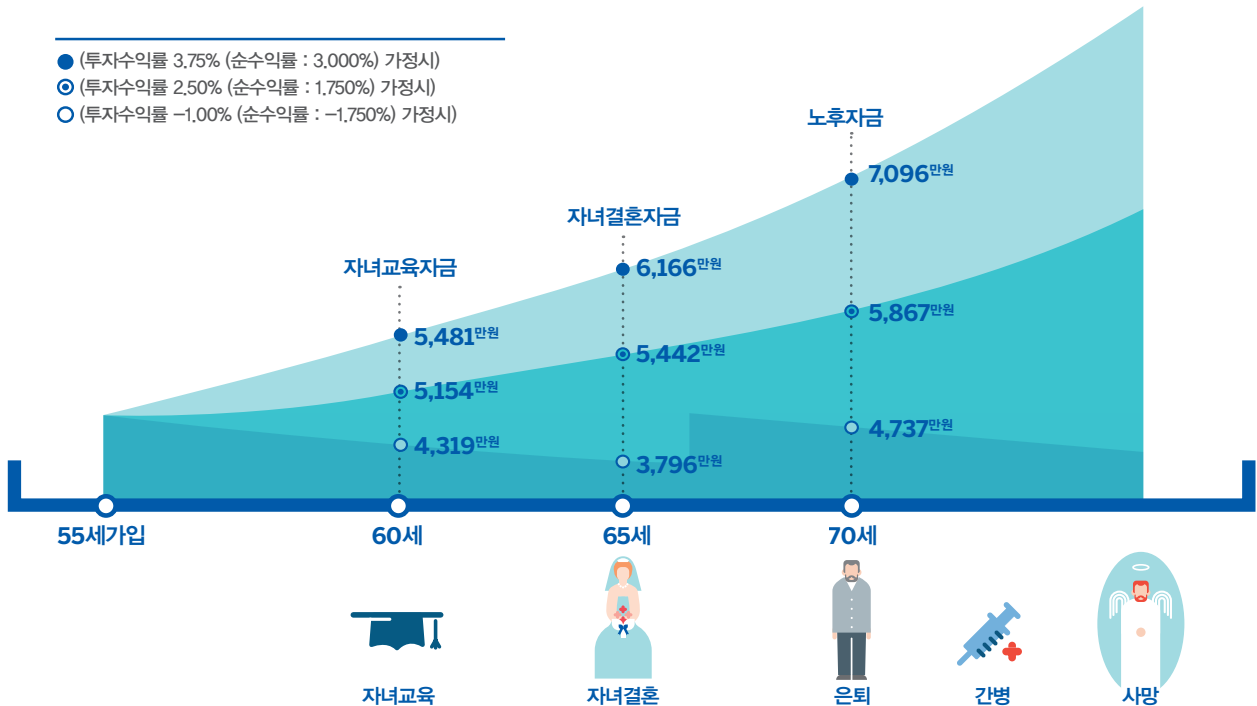 (투자수익률 3.75% (순수익률 : 3.000%) 가정시)
(투자수익률 2.50% (순수익률 : 1.750%) 가정시)
(투자수익률 -1.00% (순수익률 : -1.750%) 가정시)
노후자금
7,096만원
자녀결혼자금
6,166만원
자녀교육자금
5,481만원
5,867만원
5,442만원
5,154만원
4,737만원
4,319만원
3,796만원
55세가입 60세 65세 70세
자녀교육 자녀결혼 은퇴 간병 사망